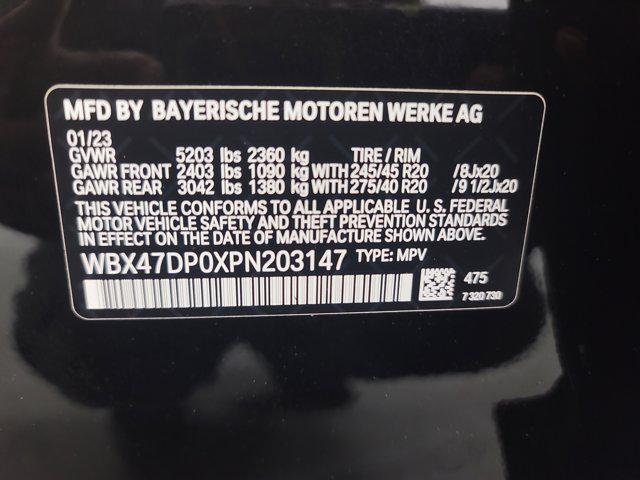 MFD BY BAYERISCHE MOTOREN WERKE AG
01/23
GVWR 5203 lbs 2360 kg TIRE / RIM
GAWR FRONT 2403 lbs 1090 kg WITH 245/45 R20 /8Jx20
GAWR REAR 3042 lbs 1380 kg WITH 275/40 R20 /9 1/2Jx20
THIS VEHICLE CONFORMS TO ALL APPLICABLE U. S. FEDERAL
MOTOR VEHICLE SAFETY AND THEFT PREVENTION STANDARDS
IN EFFECT ON THE DATE OF MANUFACTURE SHOWN ABOVE.
WBX47DP0XPN203147 TYPE: MPV
475
7 320 730